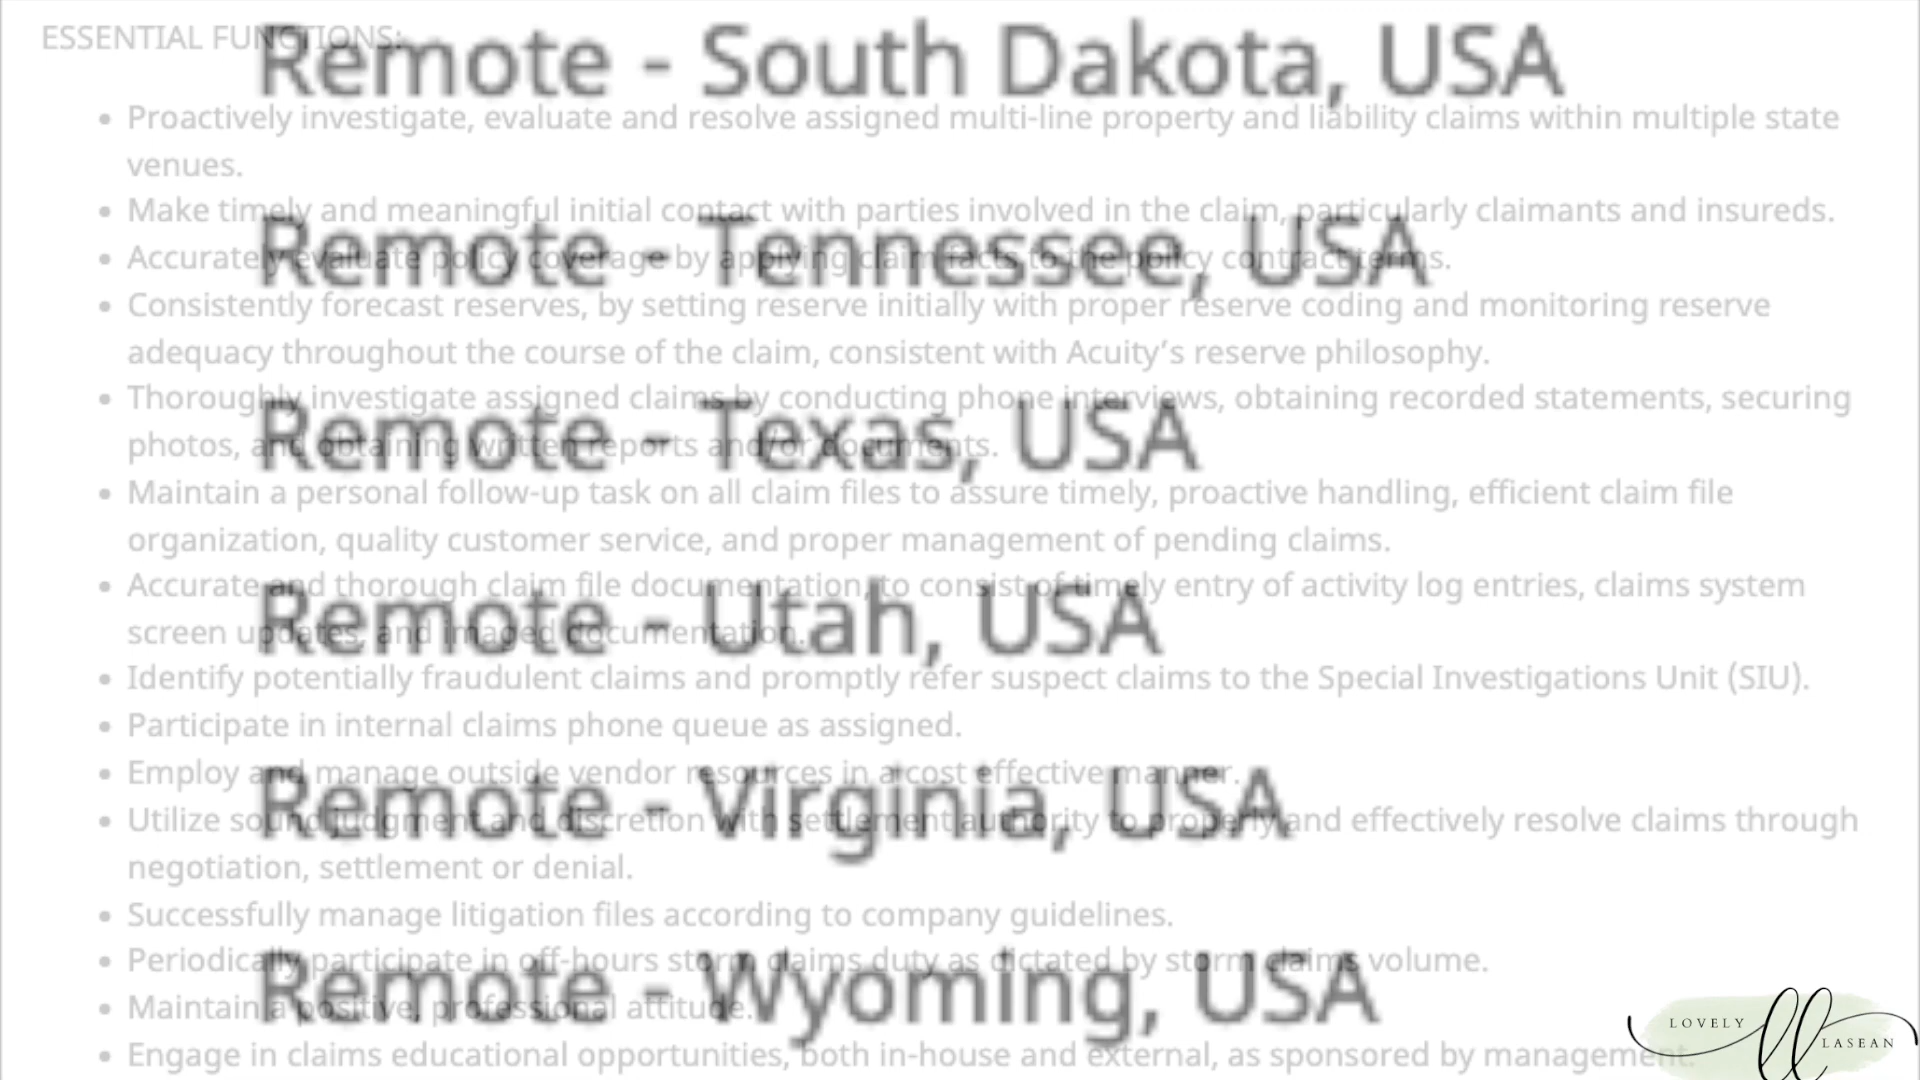 ESSENTIAL FUNCTIONS:
Remote - South Dakota, USA
• Proactively investigate, evaluate and resolve assigned multi-line property and liability claims within multiple state
venues.
• Make timely and meaningful initial contact with parties involved in the claim, particularly claimants and insureds.
Remote - Tennessee, USA
• Accurately evaluate policy coverage by applying claim facts to the policy contract terms.
• Consistently forecast reserves, by setting reserve initially with proper reserve coding and monitoring reserve
adequacy throughout the course of the claim, consistent with Acuity’s reserve philosophy.
• Thoroughly investigate assigned claims by conducting phone interviews, obtaining recorded statements, securing
Remote - Texas, USA
photos, and obtaining written reports and/or documents.
• Maintain a personal follow-up task on all claim files to assure timely, proactive handling, efficient claim file
organization, quality customer service, and proper management of pending claims.
• Accurate and thorough claim file documentation, to consist of timely entry of activity log entries, claims system
Remote - Utah, USA
screen updates, and imaged documentation.
• Identify potentially fraudulent claims and promptly refer suspect claims to the Special Investigations Unit (SIU).
• Participate in internal claims phone queue as assigned.
• Employ and manage outside vendor resources in a cost effective manner.
Remote - Virginia, USA
• Utilize sound judgment and discretion with settlement authority to properly and effectively resolve claims through
negotiation, settlement or denial.
• Successfully manage litigation files according to company guidelines.
• Periodically participate in off-hours storm claims duty as dictated by storm claims volume.
Remote - Wyoming, USA
• Maintain a positive, professional attitude.
• Engage in claims educational opportunities, both in-house and external, as sponsored by management.
LOVELY
ll
LASEAN